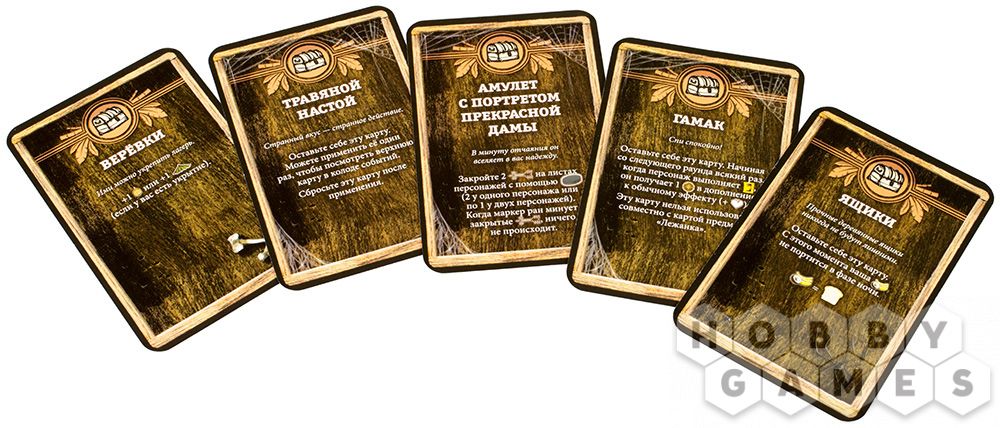 ВЕРЁВКИ
Ими можно укрепить лагерь.
+1 или +1
(если у вас есть укрытие).
ТРАВЯНОЙ
НАСТОЙ
Странный вкус — странное действие.
Оставьте себе эту карту.
Можете применить её один
раз, чтобы посмотреть верхнюю
карту в колоде событий.
Сбросьте эту карту после
применения.
АМУЛЕТ
С ПОРТРЕТОМ
ПРЕКРАСНОЙ
ДАМЫ
В минуту отчаяния он
вселяет в вас надежду.
Закройте 2 на листах
персонажей с помощью
(2 у одного персонажа или
по 1 у двух персонажей).
Когда маркер ран минует
закрытые , ничего
не происходит.
ГАМАК
Спи спокойно!
Оставьте себе эту карту. Начиная
со следующего раунда всякий раз,
когда персонаж выполняет
он получает 1 в дополнение
к обычному эффекту (+
Эту карту нельзя использовать
совместно с картой предм
«Лежанка».
ЯЩИКИ
Прочные деревянные ящики
никогда не будут лишними.
Оставьте себе эту карту.
С этого момента ваша
не портится в фазе ночи.
=
HOBBY
GAMES